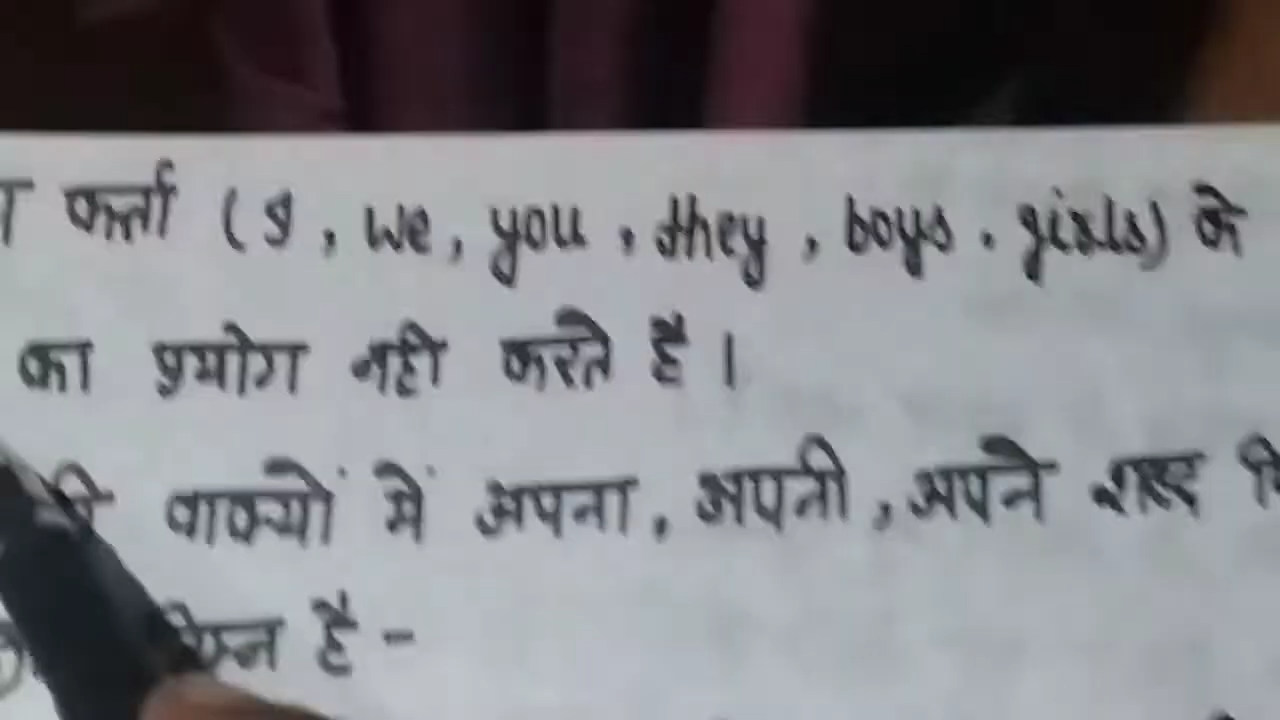 कर्ता (I, we, you, they, boys, girls) के
का प्रयोग नही करते है।
वाक्यों में अपना, अपनी, अपने शब्द
है -